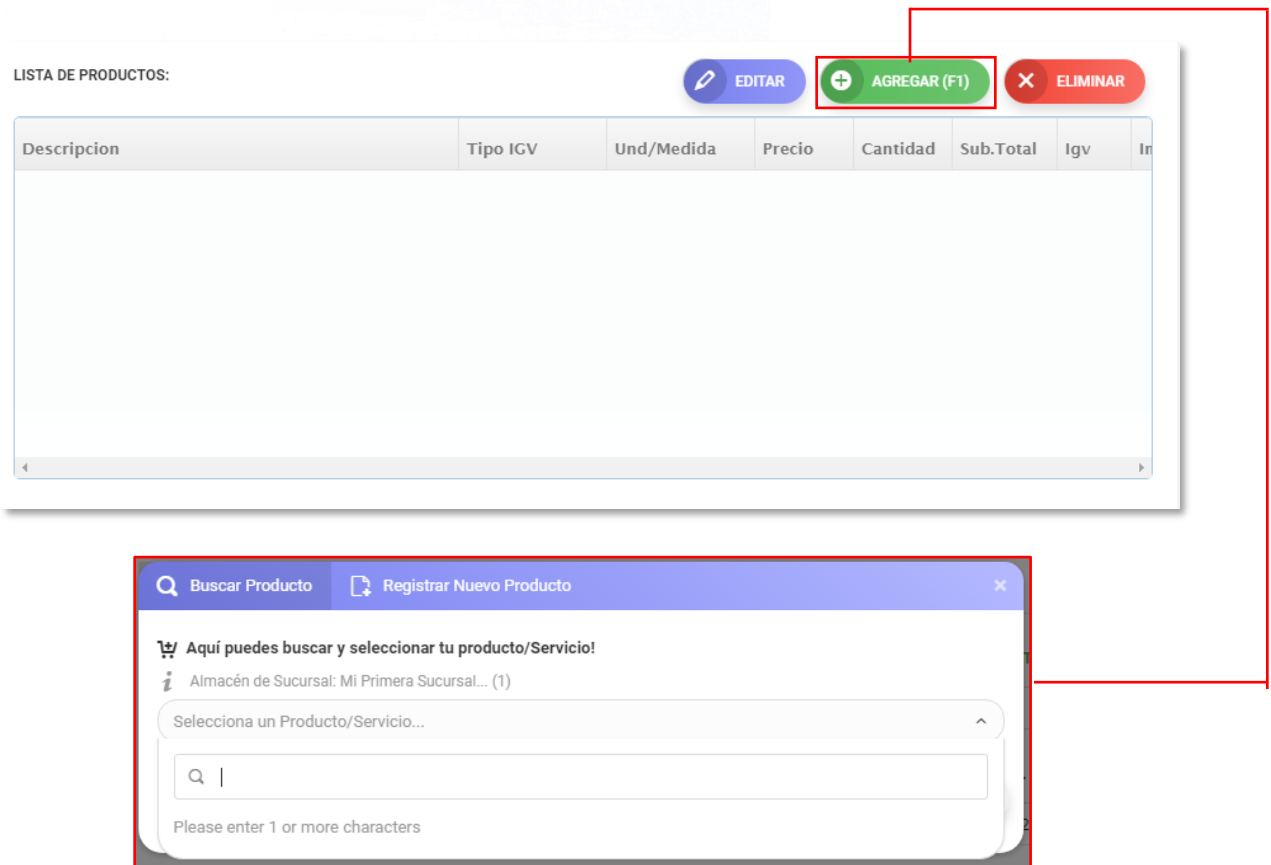 LISTA DE PRODUCTOS: EDITAR AGREGAR (F1) ELIMINAR
Descripcion Tipo IGV Und/Medida Precio Cantidad Sub.Total Igv
Buscar Producto Registrar Nuevo Producto
Aquí puedes buscar y seleccionar tu producto/Servicio!
Almacén de Sucursal: Mi Primera Sucursal... (1)
Selecciona un Producto/Servicio...
Please enter 1 or more characters